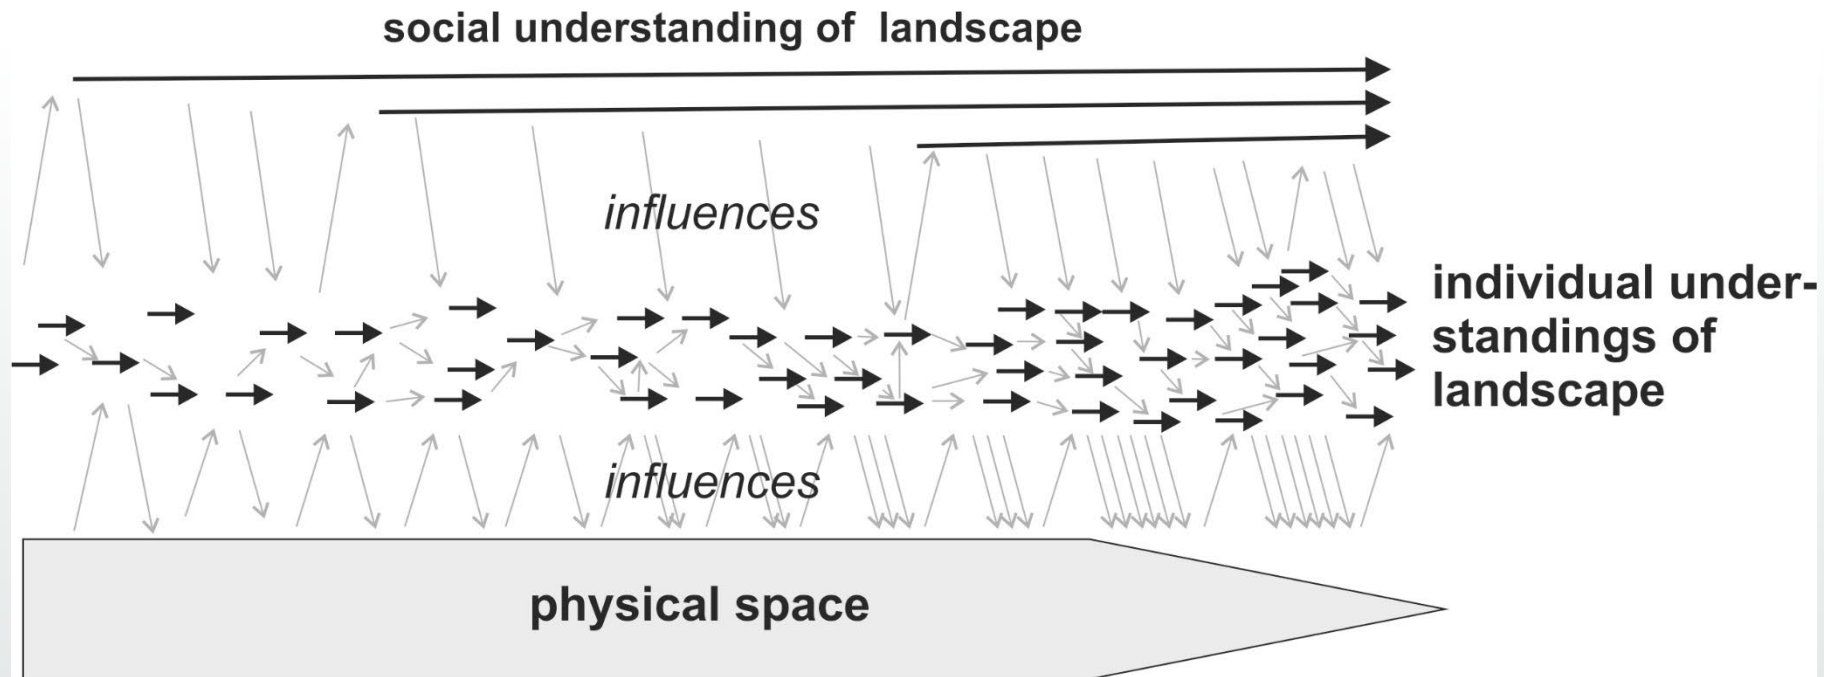 social understanding of landscape
influences
individual under-
standings of
landscape
influences
physical space